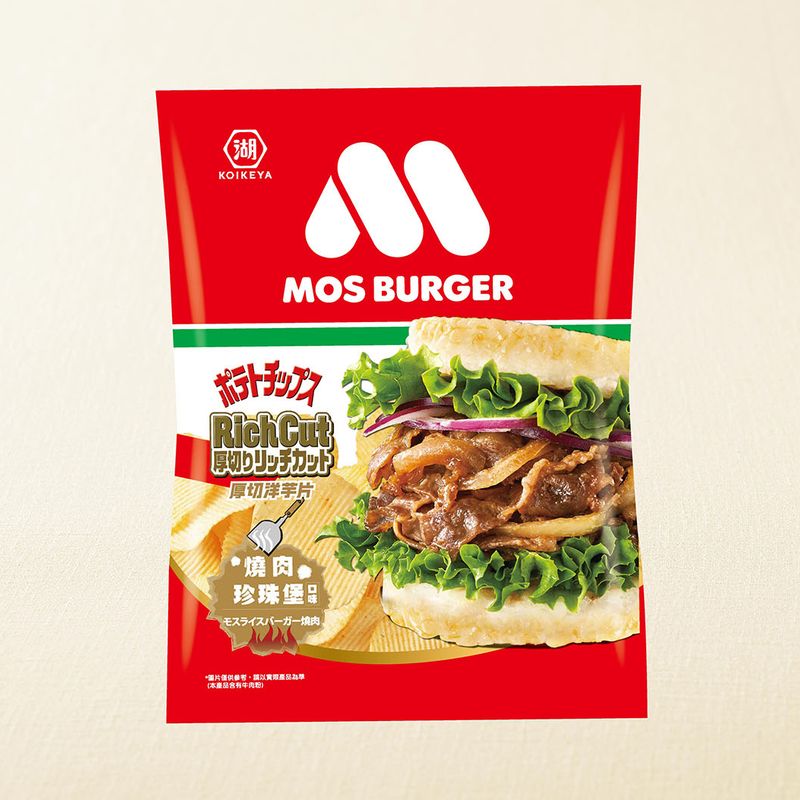 湖
KOIKEYA
MOS BURGER
ポテトチップス
RichCut
厚切りリッチカット
厚切洋芋片
燒肉
珍珠堡口味
モスライスバーガー燒肉
*圖片僅供參考，請以實際產品為準
(本產品含有牛肉粉)